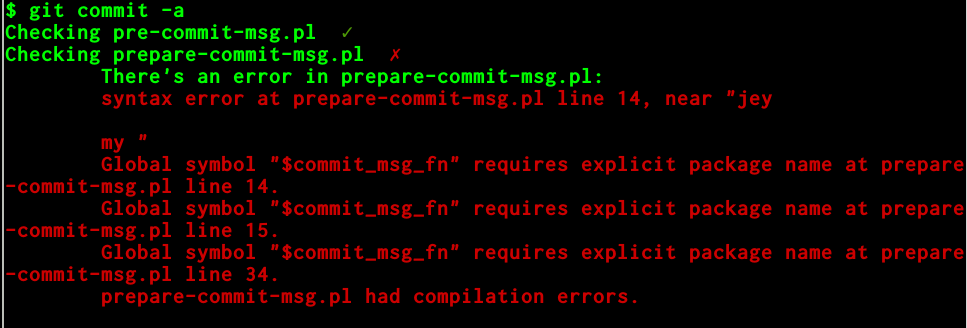 $ git commit -a
Checking pre-commit-msg.pl ✓
Checking prepare-commit-msg.pl ✗
There's an error in prepare-commit-msg.pl:
syntax error at prepare-commit-msg.pl line 14, near "jey
my "
Global symbol "$commit_msg_fn" requires explicit package name at prepare
-commit-msg.pl line 14.
Global symbol "$commit_msg_fn" requires explicit package name at prepare
-commit-msg.pl line 15.
Global symbol "$commit_msg_fn" requires explicit package name at prepare
-commit-msg.pl line 34.
prepare-commit-msg.pl had compilation errors.